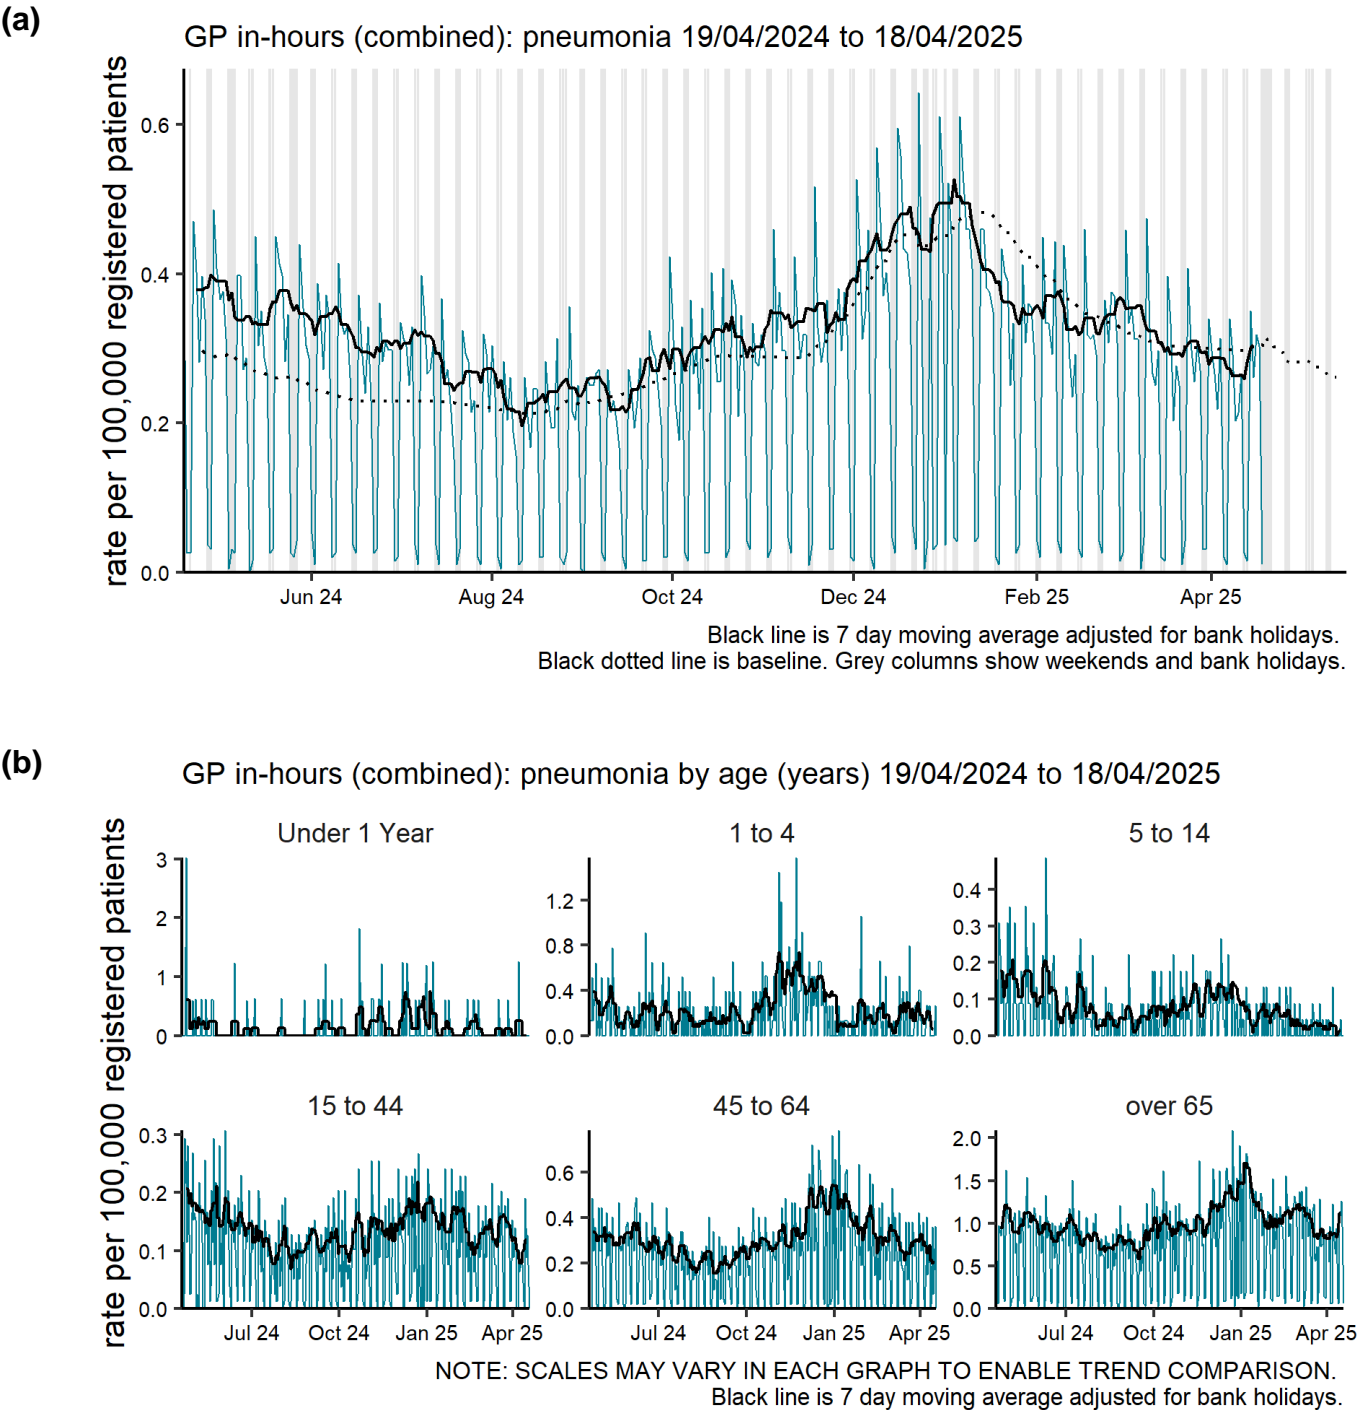 (a)
GP in-hours (combined): pneumonia 19/04/2024 to 18/04/2025
rate per 100,000 registered patients
0.6
0.4
0.2
0.0
Jun 24 Aug 24 Oct 24 Dec 24 Feb 25 Apr 25
Black line is 7 day moving average adjusted for bank holidays.
Black dotted line is baseline. Grey columns show weekends and bank holidays.
(b)
GP in-hours (combined): pneumonia by age (years) 19/04/2024 to 18/04/2025
rate per 100,000 registered patients
Under 1 Year
3
2
1
0
1 to 4
1.2
0.8
0.4
0.0
5 to 14
0.4
0.3
0.2
0.1
0.0
15 to 44
0.3
0.2
0.1
0.0
Jul 24 Oct 24 Jan 25 Apr 25
45 to 64
0.6
0.4
0.2
0.0
Jul 24 Oct 24 Jan 25 Apr 25
over 65
2.0
1.5
1.0
0.5
0.0
Jul 24 Oct 24 Jan 25 Apr 25
NOTE: SCALES MAY VARY IN EACH GRAPH TO ENABLE TREND COMPARISON.
Black line is 7 day moving average adjusted for bank holidays.